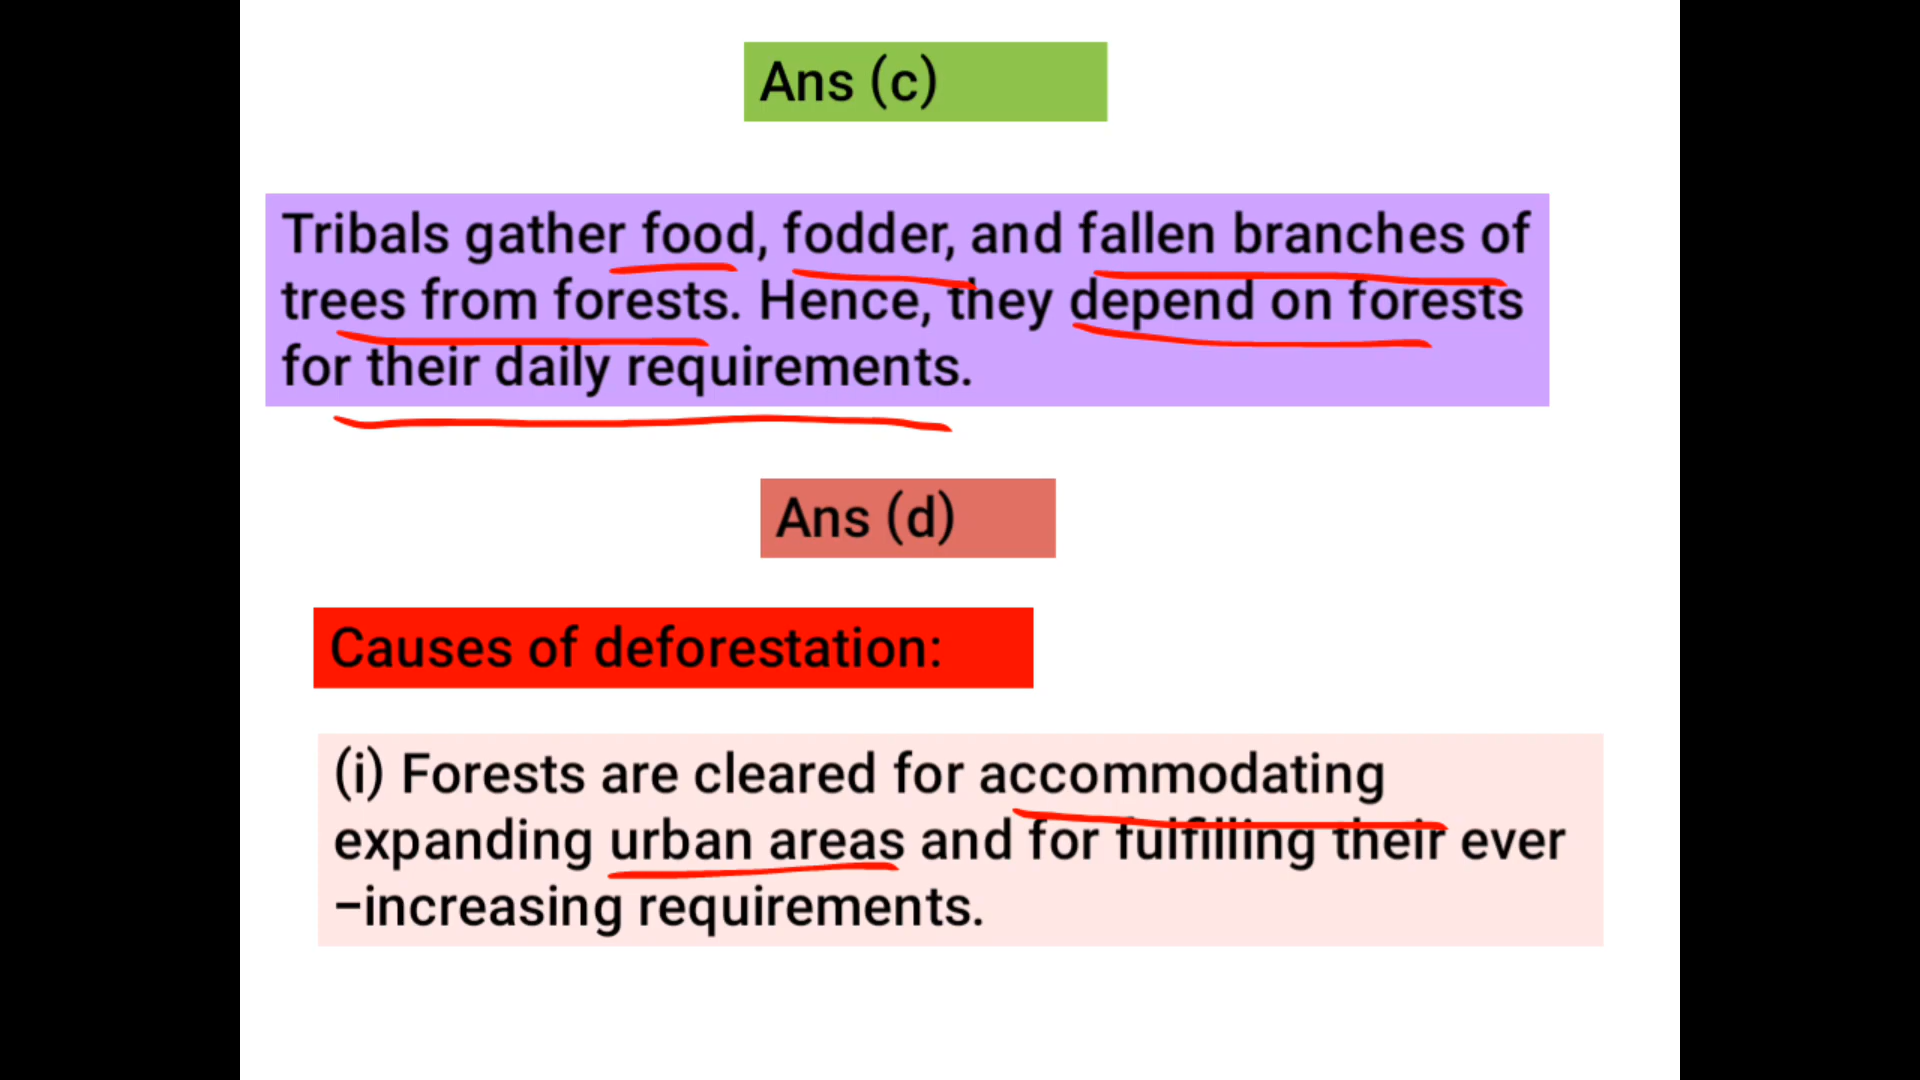 Ans (c)
Tribals gather food, fodder, and fallen branches of
trees from forests. Hence, they depend on forests
for their daily requirements.
Ans (d)
Causes of deforestation:
(i) Forests are cleared for accommodating
expanding urban areas and for fulfilling their ever
–increasing requirements.